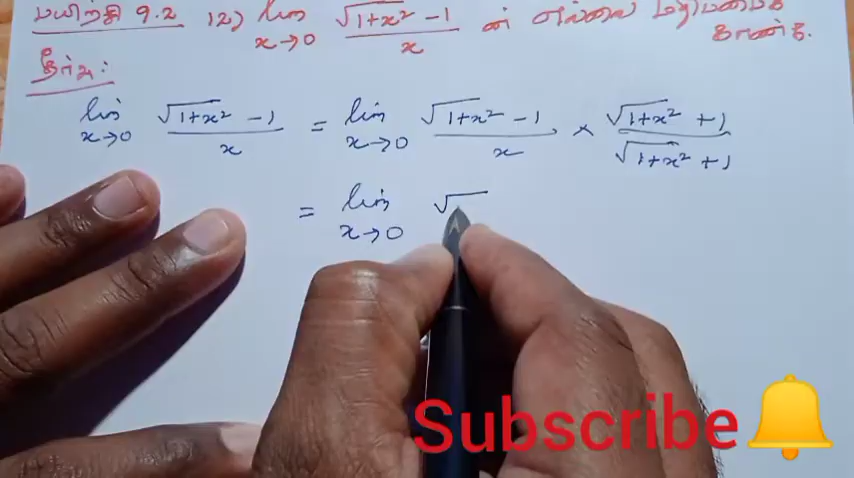 பயிற்சி 9.2 12) lim x→0 √(1+x²) - 1 / x ன் எல்லை மதிப்பைக்
காண்க.
தீர்வு:
lim x→0 √(1+x²) - 1 / x = lim x→0 √(1+x²) - 1 / x × √(1+x²) + 1 / √(1+x²) + 1
= lim x→0 √
Subscribe